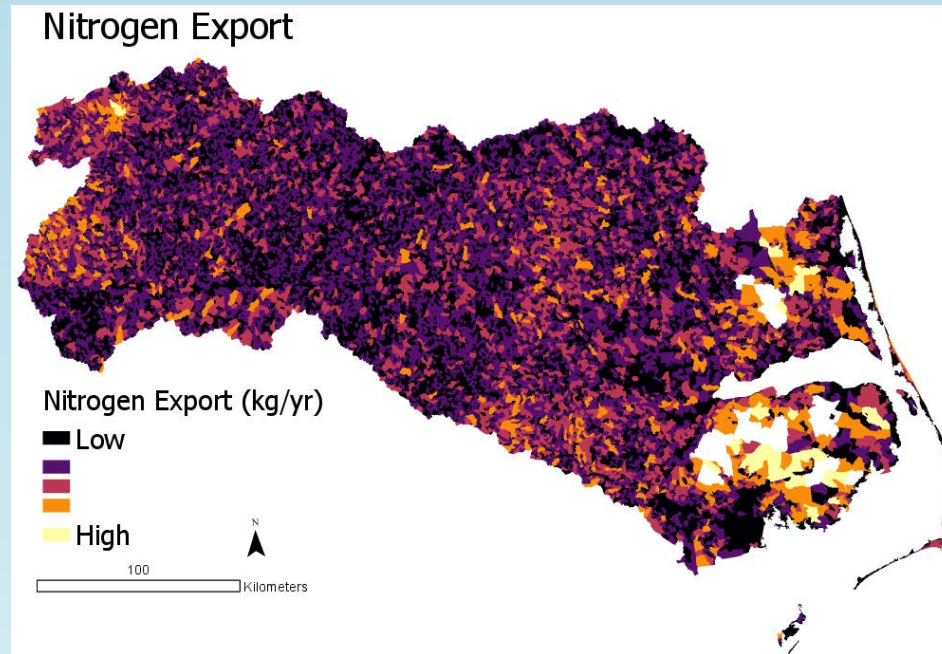 Nitrogen Export
Nitrogen Export (kg/yr)
Low
High
N
100
Kilometers